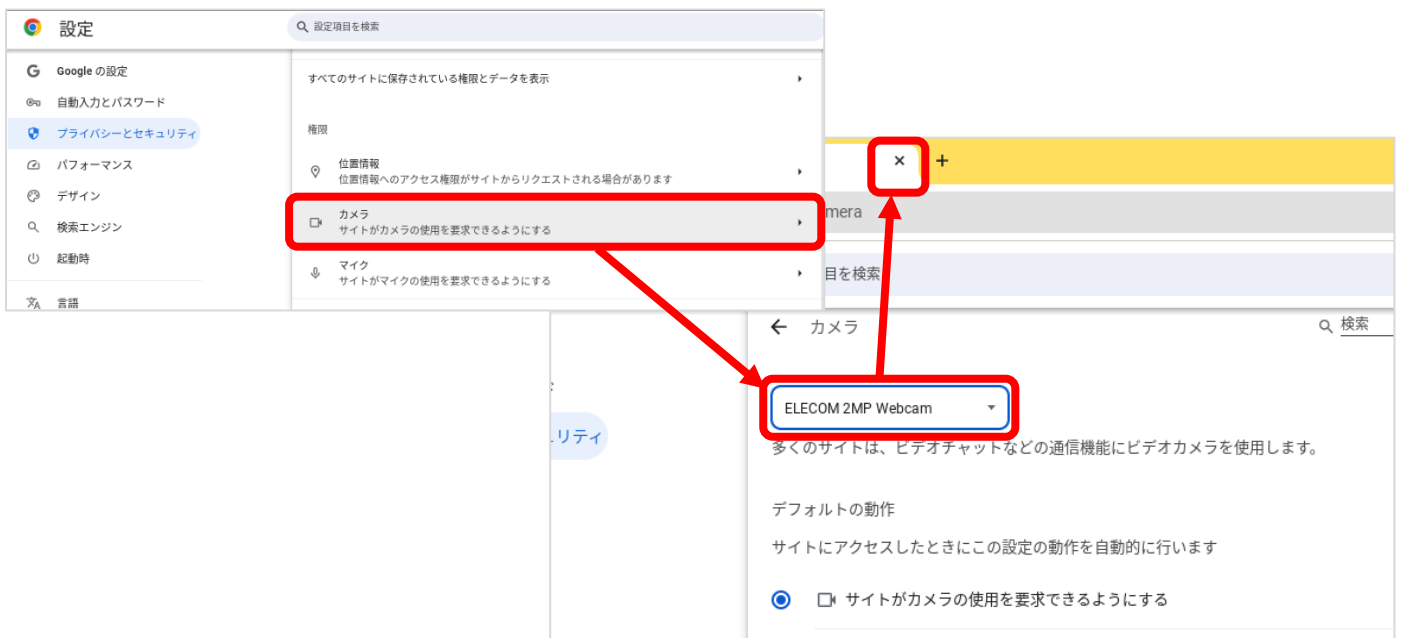 設定
設定項目を検索
Google の設定
自動入力とパスワード
プライバシーとセキュリティ
パフォーマンス
デザイン
検索エンジン
起動時
言語
すべてのサイトに保存されている権限とデータを表示
権限
位置情報
位置情報へのアクセス権限がサイトからリクエストされる場合があります
カメラ
サイトがカメラの使用を要求できるようにする
マイク
サイトがマイクの使用を要求できるようにする
mera
目を検索
カメラ
検索
リティ
ELECOM 2MP Webcam
多くのサイトは、ビデオチャットなどの通信機能にビデオカメラを使用します。
デフォルトの動作
サイトにアクセスしたときにこの設定の動作を自動的に行います
サイトがカメラの使用を要求できるようにする